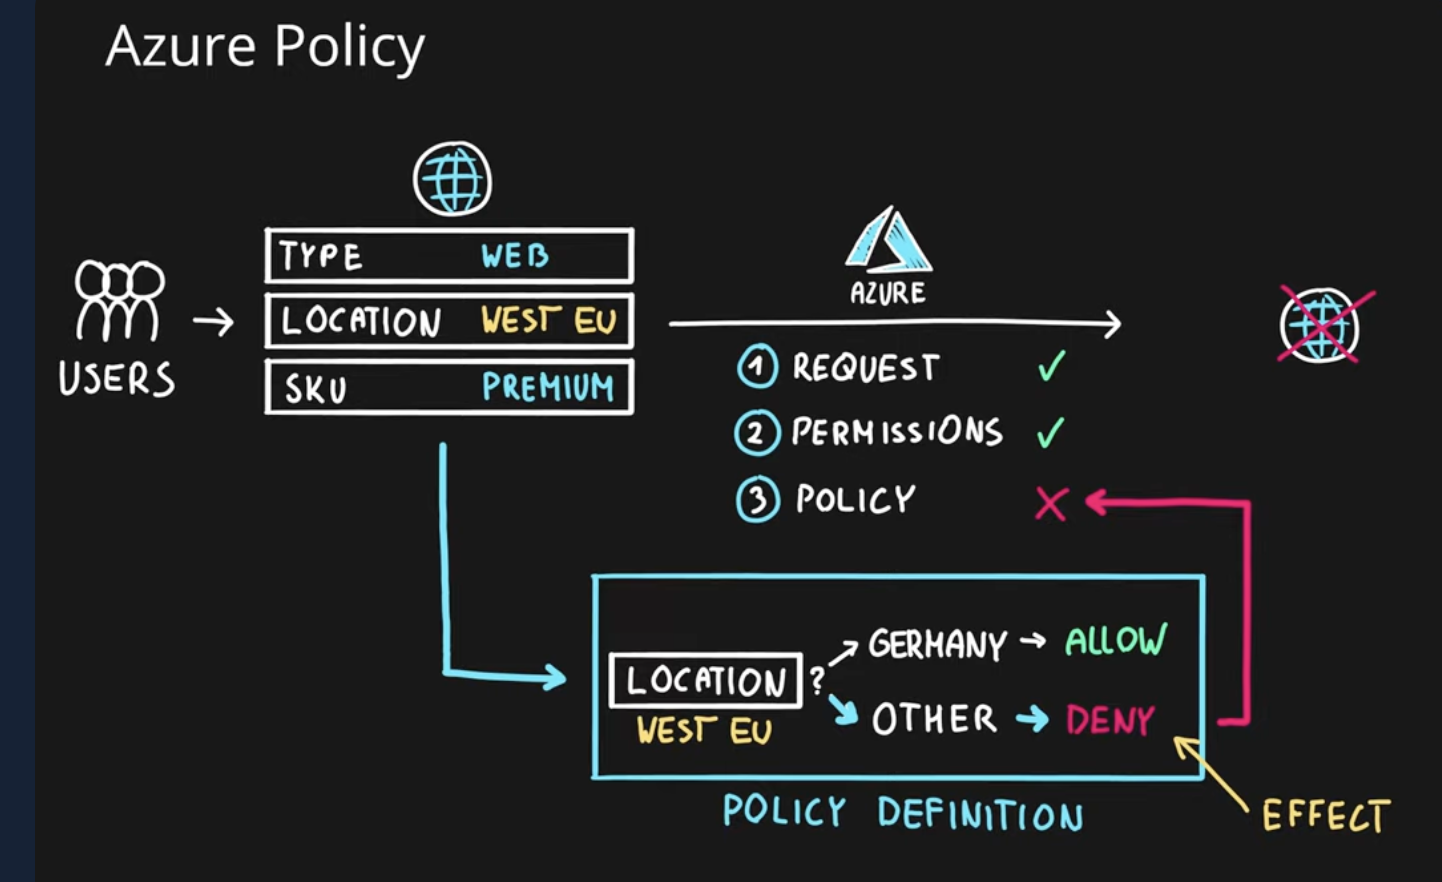 Azure Policy
TYPE WEB
LOCATION WEST EU
SKU PREMIUM
USERS
AZURE
1 REQUEST ✓
2 PERMISSIONS ✓
3 POLICY X
LOCATION ?
WEST EU
GERMANY → ALLOW
OTHER → DENY
POLICY DEFINITION
EFFECT